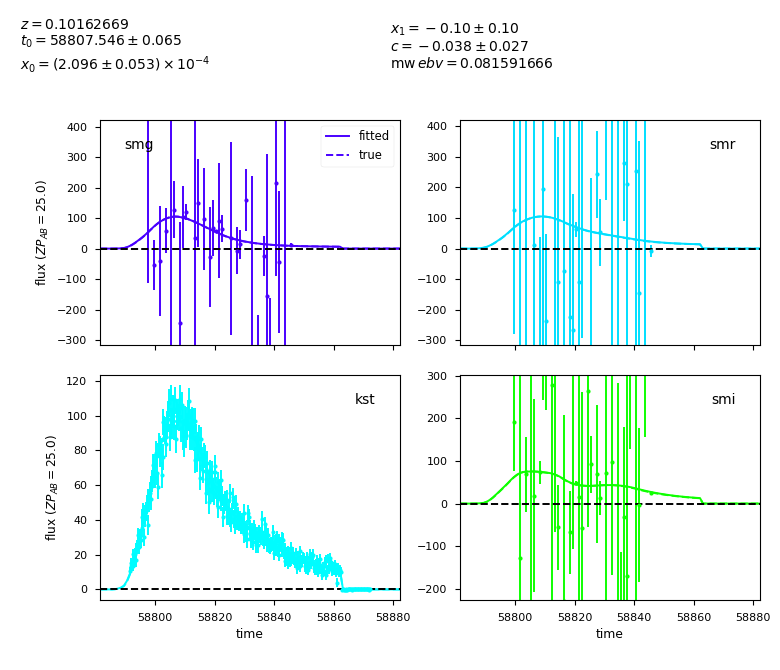 z = 0.10162669
t₀ = 58807.546 ± 0.065
x₀ = (2.096 ± 0.053) × 10⁻⁴
x₁ = −0.10 ± 0.10
c = −0.038 ± 0.027
mw ebv = 0.081591666
smg
fitted
true
400
300
200
100
0
−100
−200
−300
flux (ZP_AB = 25.0)
smr
400
300
200
100
0
−100
−200
−300
kst
120
100
80
60
40
20
0
flux (ZP_AB = 25.0)
58800 58820 58840 58860 58880
time
smi
300
200
100
0
−100
−200
58800 58820 58840 58860 58880
time